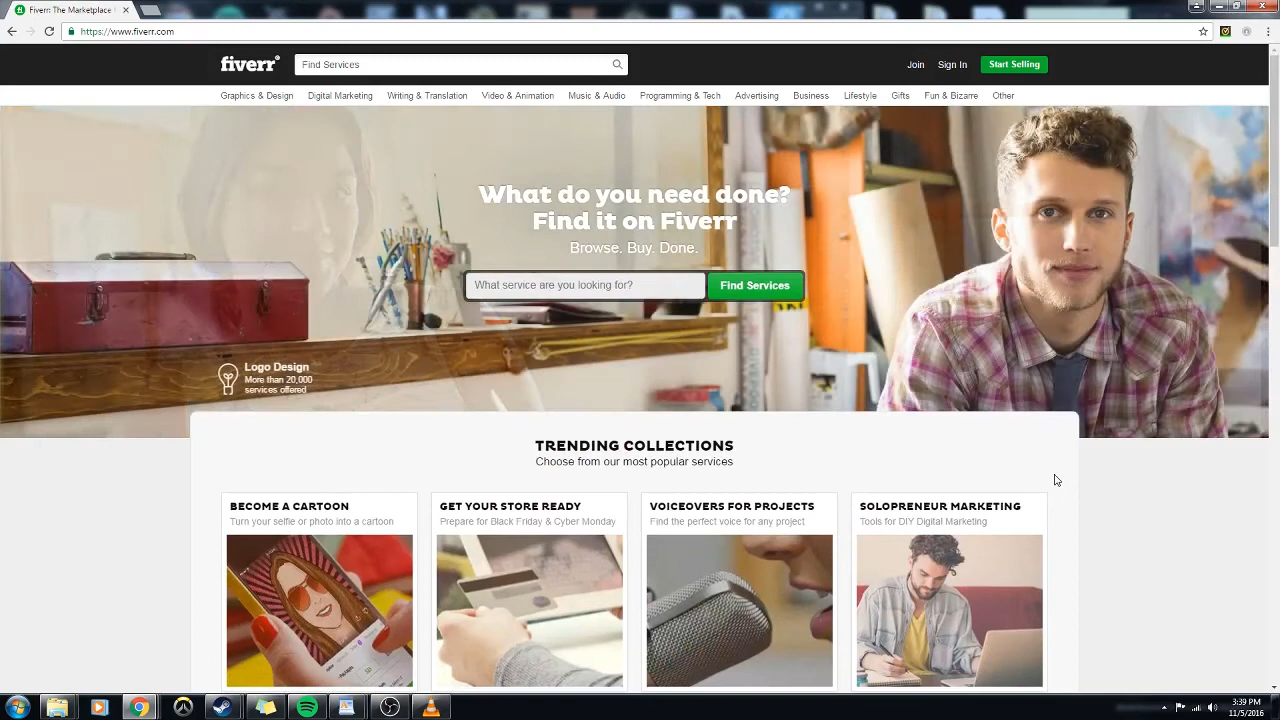 Fiverr: The Marketplace
https://www.fiverr.com
fiverr®
Find Services
Join
Sign In
Start Selling
Graphics & Design
Digital Marketing
Writing & Translation
Video & Animation
Music & Audio
Programming & Tech
Advertising
Business
Lifestyle
Gifts
Fun & Bizarre
Other
What do you need done?
Find it on Fiverr
Browse. Buy. Done.
What service are you looking for?
Find Services
Logo Design
More than 20,000
services offered
TRENDING COLLECTIONS
Choose from our most popular services
BECOME A CARTOON
Turn your selfie or photo into a cartoon
GET YOUR STORE READY
Prepare for Black Friday & Cyber Monday
VOICEOVERS FOR PROJECTS
Find the perfect voice for any project
SOLOPRENEUR MARKETING
Tools for DIY Digital Marketing
3:39 PM
11/5/2016